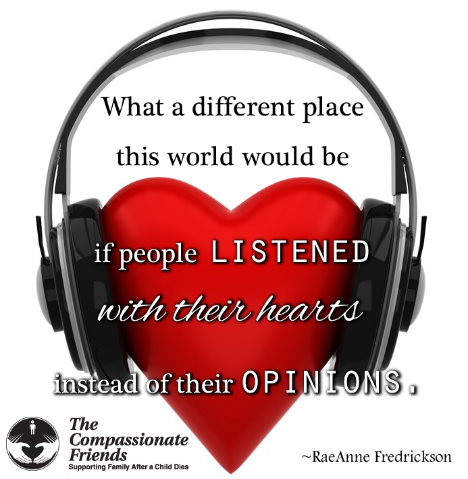 What a different place
this world would be
if people LISTENED
with their hearts
instead of their OPINIONS.
The
Compassionate
Friends
Supporting Family After a Child Dies
~RaeAnne Fredrickson